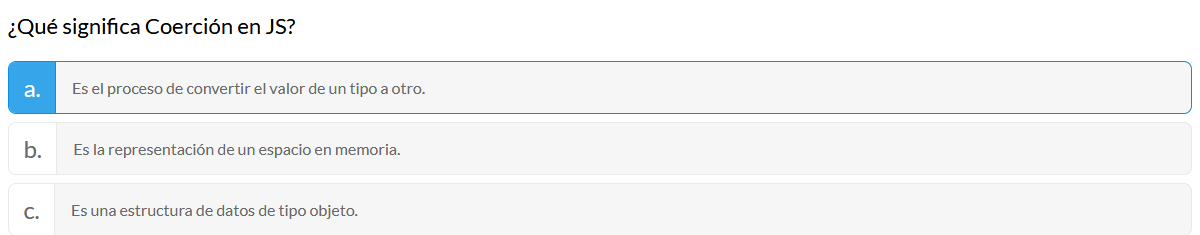 ¿Qué significa Coerción en JS?
a. Es el proceso de convertir el valor de un tipo a otro.
b. Es la representación de un espacio en memoria.
c. Es una estructura de datos de tipo objeto.